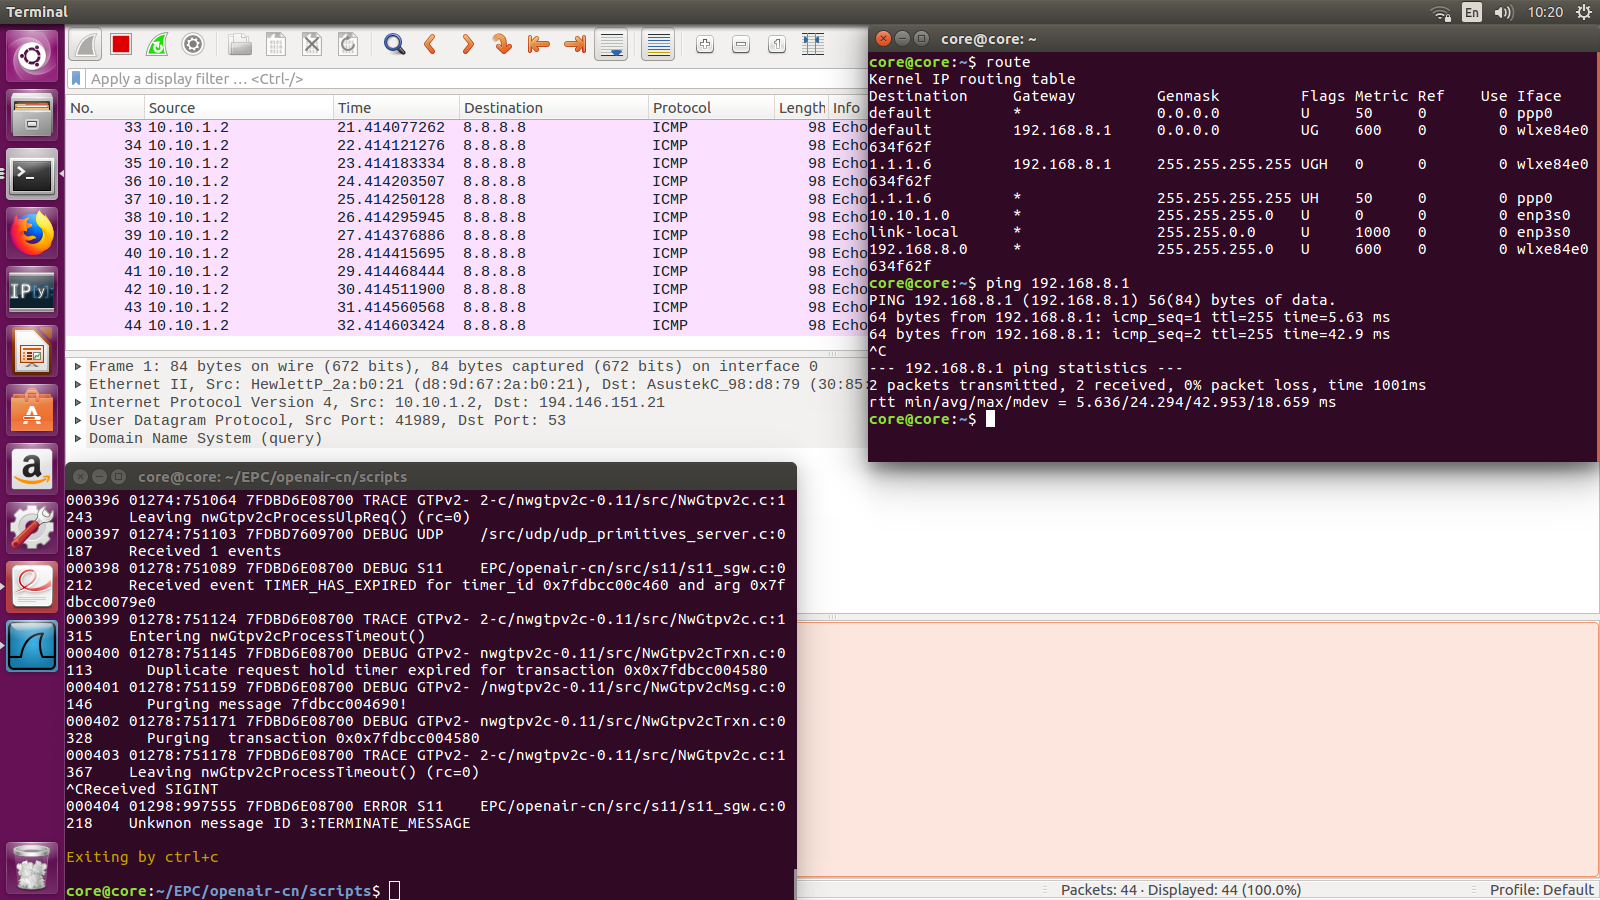 Terminal
En
10:20
Apply a display filter … <Ctrl-/>
No. Source Time Destination Protocol Length Info
33 10.10.1.2 21.414077262 8.8.8.8 ICMP 98 Echo
34 10.10.1.2 22.414121276 8.8.8.8 ICMP 98 Echo
35 10.10.1.2 23.414183334 8.8.8.8 ICMP 98 Echo
36 10.10.1.2 24.414203507 8.8.8.8 ICMP 98 Echo
37 10.10.1.2 25.414250128 8.8.8.8 ICMP 98 Echo
38 10.10.1.2 26.414295945 8.8.8.8 ICMP 98 Echo
39 10.10.1.2 27.414376886 8.8.8.8 ICMP 98 Echo
40 10.10.1.2 28.414415695 8.8.8.8 ICMP 98 Echo
41 10.10.1.2 29.414468444 8.8.8.8 ICMP 98 Echo
42 10.10.1.2 30.414511900 8.8.8.8 ICMP 98 Echo
43 10.10.1.2 31.414560568 8.8.8.8 ICMP 98 Echo
44 10.10.1.2 32.414603424 8.8.8.8 ICMP 98 Echo
Frame 1: 84 bytes on wire (672 bits), 84 bytes captured (672 bits) on interface 0
Ethernet II, Src: HewlettP_2a:b0:21 (d8:9d:67:2a:b0:21), Dst: AsustekC_98:d8:79 (30:85:
Internet Protocol Version 4, Src: 10.10.1.2, Dst: 194.146.151.21
User Datagram Protocol, Src Port: 41989, Dst Port: 53
Domain Name System (query)
core@core: ~
core@core:~$ route
Kernel IP routing table
Destination Gateway Genmask Flags Metric Ref Use Iface
default * 0.0.0.0 U 50 0 0 ppp0
default 192.168.8.1 0.0.0.0 UG 600 0 0 wlxe84e0
634f62f
1.1.1.6 192.168.8.1 255.255.255.255 UGH 0 0 0 wlxe84e0
634f62f
1.1.1.6 * 255.255.255.255 UH 50 0 0 ppp0
10.10.1.0 * 255.255.255.0 U 0 0 0 enp3s0
link-local * 255.255.0.0 U 1000 0 0 enp3s0
192.168.8.0 * 255.255.255.0 U 600 0 0 wlxe84e0
634f62f
core@core:~$ ping 192.168.8.1
PING 192.168.8.1 (192.168.8.1) 56(84) bytes of data.
64 bytes from 192.168.8.1: icmp_seq=1 ttl=255 time=5.63 ms
64 bytes from 192.168.8.1: icmp_seq=2 ttl=255 time=42.9 ms
^C
--- 192.168.8.1 ping statistics ---
2 packets transmitted, 2 received, 0% packet loss, time 1001ms
rtt min/avg/max/mdev = 5.636/24.294/42.953/18.659 ms
core@core:~$
core@core: ~/EPC/openair-cn/scripts
000396 01274:751064 7FDBD6E08700 TRACE GTPv2- 2-c/nwgtpv2c-0.11/src/NwGtpv2c.c:1
243 Leaving nwGtpv2cProcessUlpReq() (rc=0)
000397 01274:751103 7FDBD7609700 DEBUG UDP /src/udp/udp_primitives_server.c:0
187 Received 1 events
000398 01278:751089 7FDBD6E08700 DEBUG S11 EPC/openair-cn/src/s11/s11_sgw.c:0
212 Received event TIMER_HAS_EXPIRED for timer_id 0x7fdbcc00c460 and arg 0x7f
dbcc0079e0
000399 01278:751124 7FDBD6E08700 TRACE GTPv2- 2-c/nwgtpv2c-0.11/src/NwGtpv2c.c:1
315 Entering nwGtpv2cProcessTimeout()
000400 01278:751145 7FDBD6E08700 DEBUG GTPv2- nwgtpv2c-0.11/src/NwGtpv2cTrxn.c:0
113 Duplicate request hold timer expired for transaction 0x0x7fdbcc004580
000401 01278:751159 7FDBD6E08700 DEBUG GTPv2- /nwgtpv2c-0.11/src/NwGtpv2cMsg.c:0
146 Purging message 7fdbcc004690!
000402 01278:751171 7FDBD6E08700 DEBUG GTPv2- nwgtpv2c-0.11/src/NwGtpv2cTrxn.c:0
328 Purging transaction 0x0x7fdbcc004580
000403 01278:751178 7FDBD6E08700 TRACE GTPv2- 2-c/nwgtpv2c-0.11/src/NwGtpv2c.c:1
367 Leaving nwGtpv2cProcessTimeout() (rc=0)
^CReceived SIGINT
000404 01298:997555 7FDBD6E08700 ERROR S11 EPC/openair-cn/src/s11/s11_sgw.c:0
218 Unkwnon message ID 3:TERMINATE_MESSAGE
Exiting by ctrl+c
core@core:~/EPC/openair-cn/scripts$
Packets: 44 · Displayed: 44 (100.0%)
Profile: Default